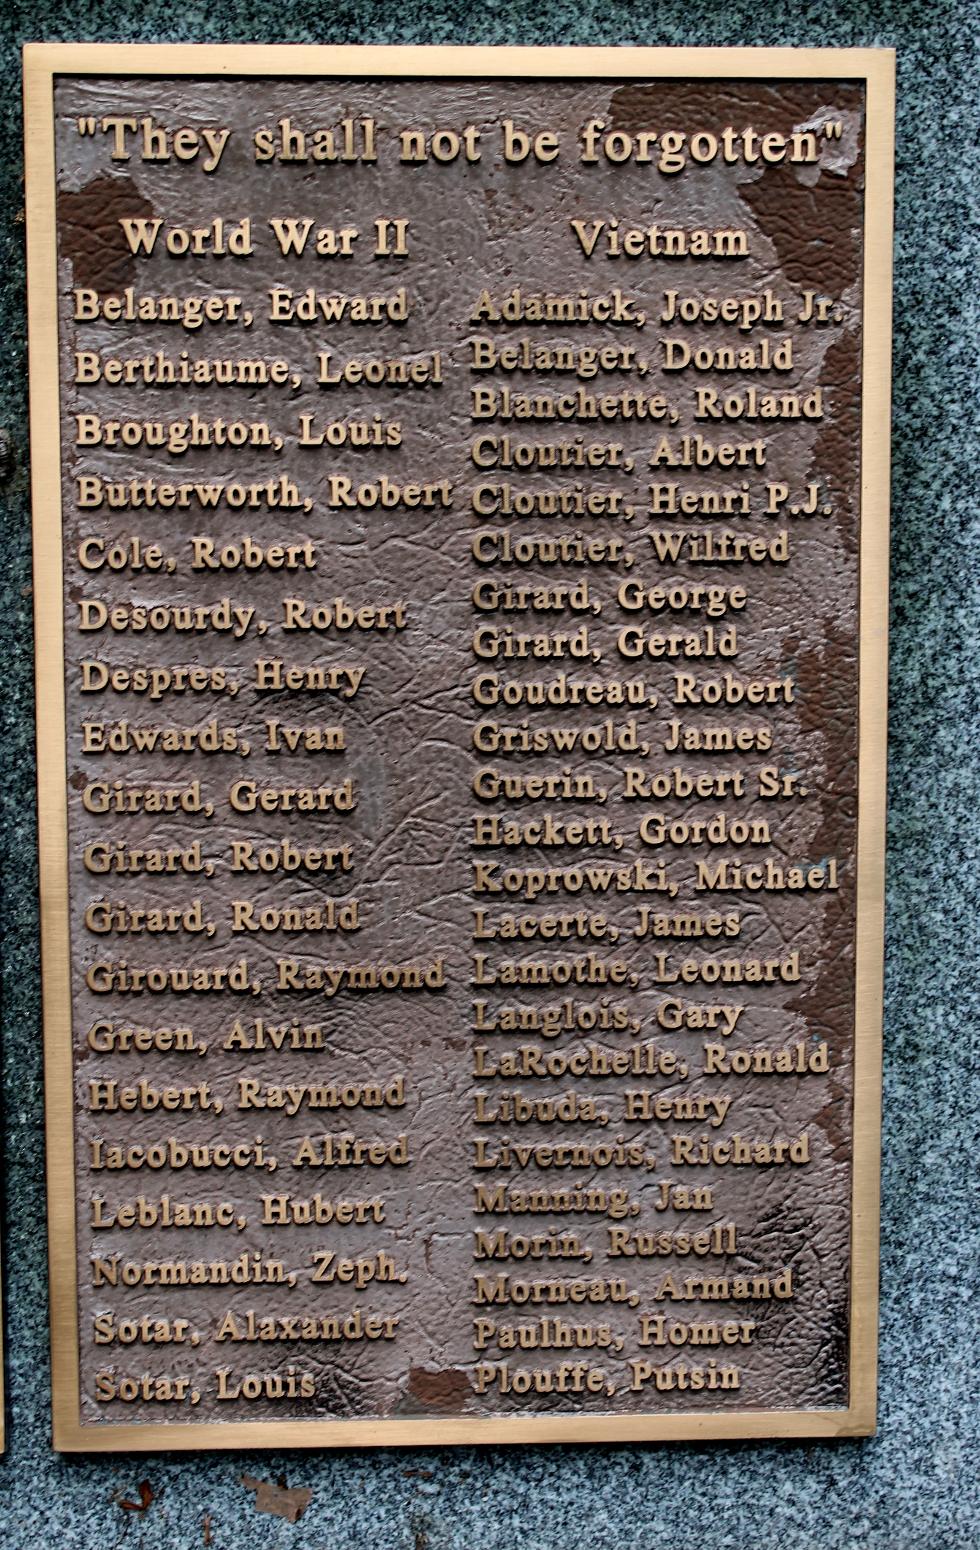 "They shall not be forgotten"
World War II
Belanger, Edward
Berthiaume, Leonel
Broughton, Louis
Butterworth, Robert
Cole, Robert
Desourdy, Robert
Despres, Henry
Edwards, Ivan
Girard, Gerard
Girard, Robert
Girard, Ronald
Girouard, Raymond
Green, Alvin
Hebert, Raymond
Iacobucci, Alfred
Leblanc, Hubert
Normandin, Zeph.
Sotar, Alaxander
Sotar, Louis
Vietnam
Adamick, Joseph Jr.
Belanger, Donald
Blanchette, Roland
Cloutier, Albert
Cloutier, Henri P.J.
Cloutier, Wilfred
Girard, George
Girard, Gerald
Goudreau, Robert
Griswold, James
Guerin, Robert Sr.
Hackett, Gordon
Koprowski, Michael
Lacerte, James
Lamothe, Leonard
Langlois, Gary
LaRochelle, Ronald
Libuda, Henry
Livernois, Richard
Manning, Jan
Morin, Russell
Morneau, Armand
Paulhus, Homer
Plouffe, Putsin